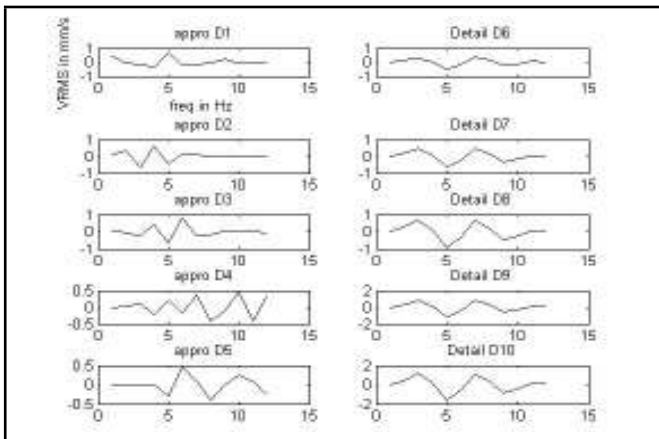 VRMS in mm/s
appro D1
1
0
-1
0 5 10 15
freq in Hz
appro D2
1
0
-1
0 5 10 15
appro D3
1
0
-1
0 5 10 15
appro D4
0.5
0
-0.5
0 5 10 15
appro D5
0.5
0
-0.5
0 5 10 15
Detail D6
1
0
-1
0 5 10 15
Detail D7
1
0
-1
0 5 10 15
Detail D8
1
0
-1
0 5 10 15
Detail D9
2
0
-2
0 5 10 15
Detail D10
2
0
-2
0 5 10 15